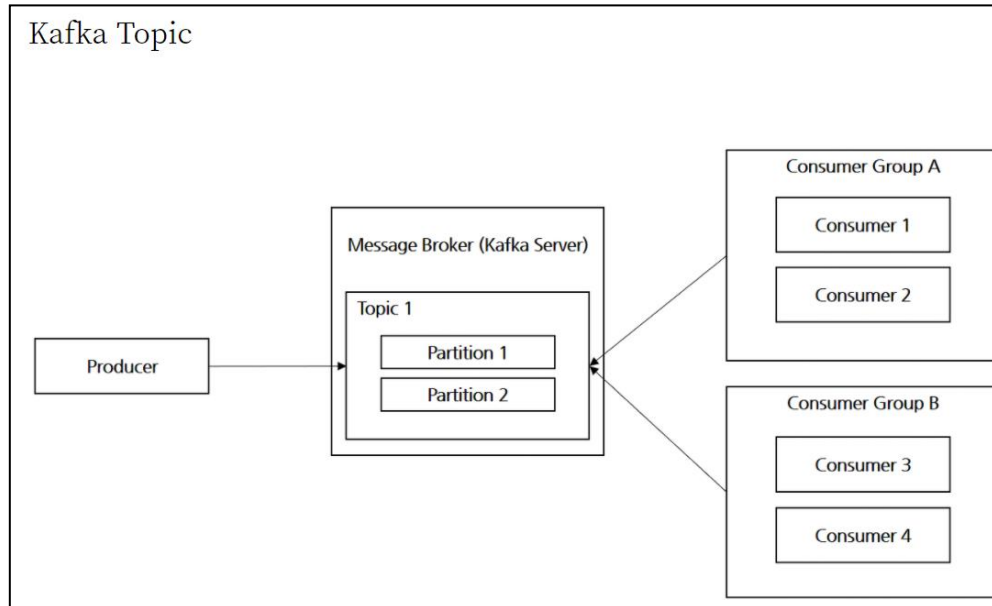 Kafka Topic
Consumer Group A
Consumer 1
Consumer 2
Message Broker (Kafka Server)
Topic 1
Partition 1
Partition 2
Producer
Consumer Group B
Consumer 3
Consumer 4